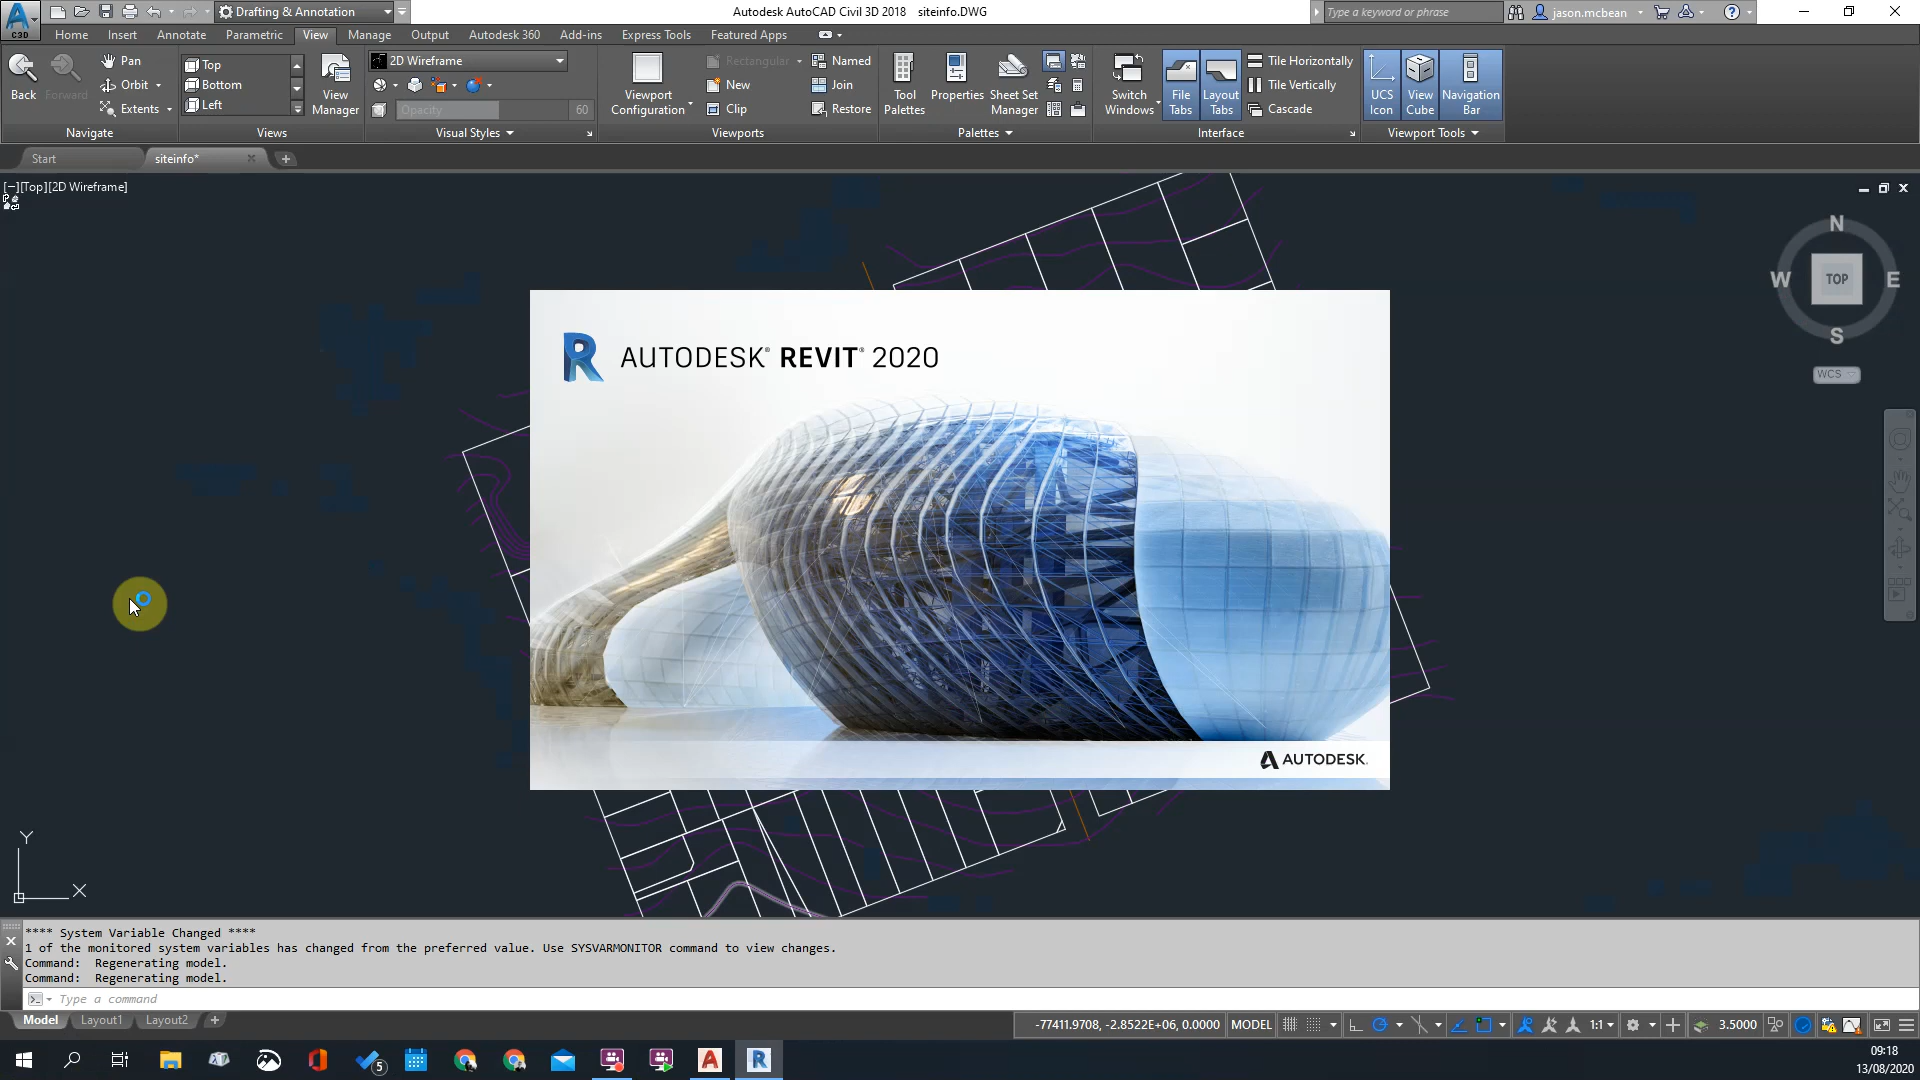 Drafting & Annotation
Autodesk AutoCAD Civil 3D 2018 siteinfo.DWG
Type a keyword or phrase
jason.mcbean
C3D
Home Insert Annotate Parametric View Manage Output Autodesk 360 Add-ins Express Tools Featured Apps
Back
Forward
Pan
Orbit
Extents
Navigate
Top
Bottom
Left
View
Manager
Views
2D Wireframe
Opacity 60
Visual Styles
Viewport
Configuration
Rectangular
New
Clip
Named
Join
Restore
Viewports
Tool
Palettes
Properties
Sheet Set
Manager
Palettes
Switch
Windows
File
Tabs
Layout
Tabs
Tile Horizontally
Tile Vertically
Cascade
Interface
UCS
Icon
View
Cube
Navigation
Bar
Viewport Tools
Start
siteinfo*
[−][Top][2D Wireframe]
N
W TOP E
S
WCS
AUTODESK® REVIT® 2020
AUTODESK.
Y
X
**** System Variable Changed ****
1 of the monitored system variables has changed from the preferred value. Use SYSVARMONITOR command to view changes.
Command: Regenerating model.
Command: Regenerating model.
Type a command
Model Layout1 Layout2 +
-77411.9708, -2.8522E+06, 0.0000 MODEL
1:1
3.5000
5
09:18
13/08/2020